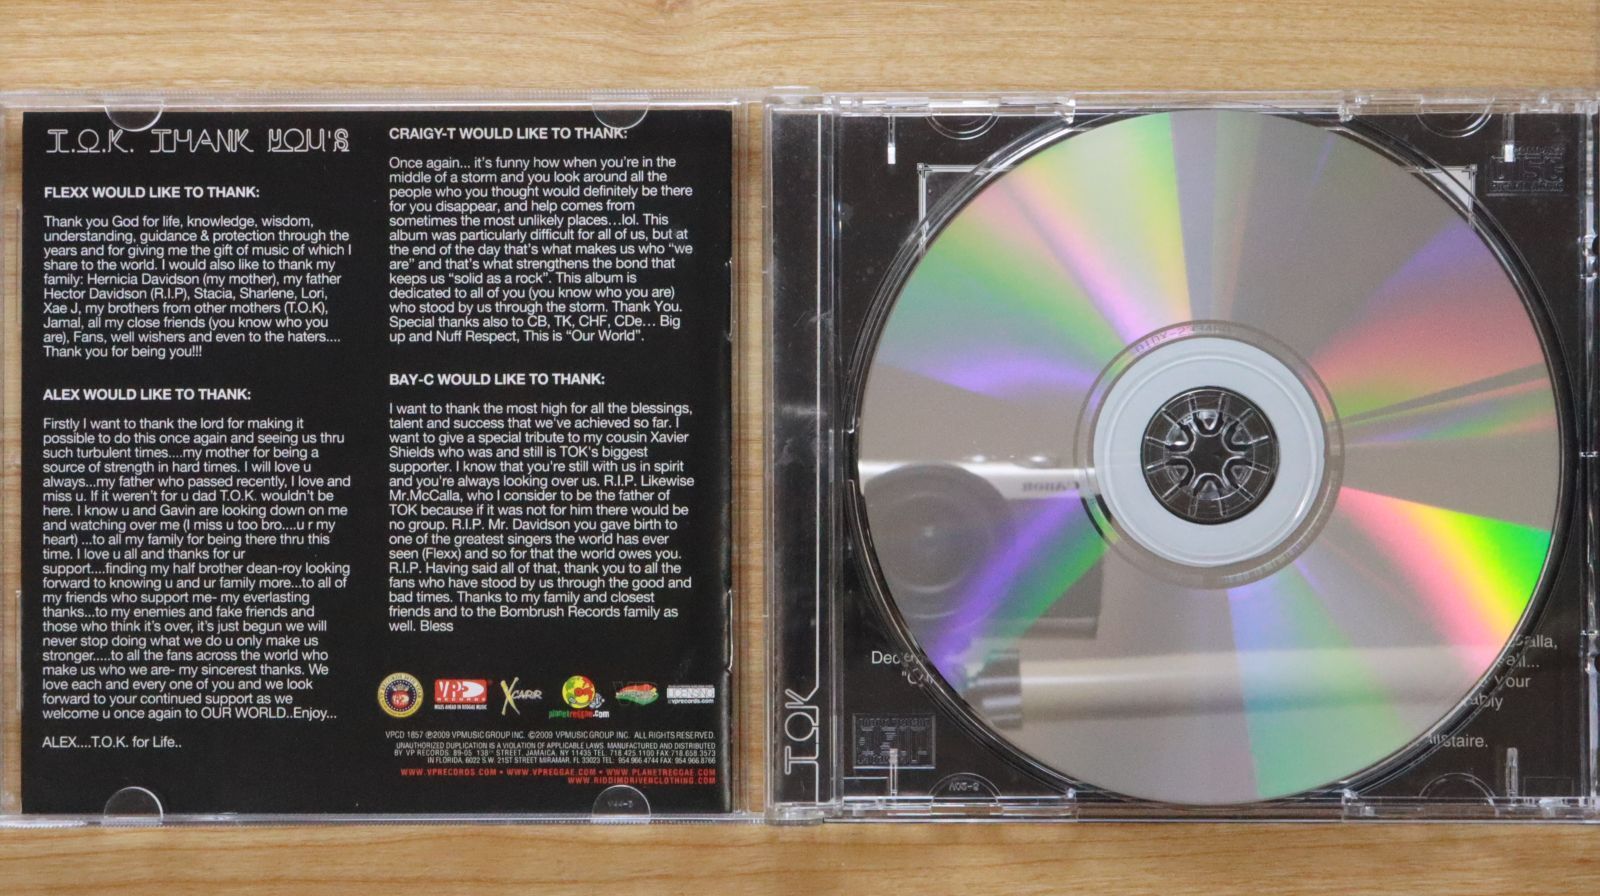 T.O.K. THANK YOU'S
FLEXX WOULD LIKE TO THANK:
Thank you God for life, knowledge, wisdom,
understanding, guidance & protection through the
years and for giving me the gift of music of which I
share to the world. I would also like to thank my
family: Hernicia Davidson (my mother), my father
Hector Davidson (R.I.P), Stacia, Sharlene, Lori,
Xae J, my brothers from other mothers (T.O.K),
Jamal, all my close friends (you know who you
are), Fans, well wishers and even to the haters....
Thank you for being you!!!
ALEX WOULD LIKE TO THANK:
Firstly I want to thank the lord for making it
possible to do this once again and seeing us thru
such turbulent times....my mother for being a
source of strength in hard times. I will love u
always...my father who passed recently, I love and
miss u. If it weren't for u dad T.O.K. wouldn't be
here. I know u and Gavin are looking down on me
and watching over me (I miss u too bro....u r my
heart) ...to all my family for being there thru this
time. I love u all and thanks for ur
support....finding my half brother dean-roy looking
forward to knowing u and ur family more...to all of
my friends who support me- my everlasting
thanks...to my enemies and fake friends and
those who think it's over, it's just begun we will
never stop doing what we do u only make us
stronger.....to all the fans across the world who
make us who we are- my sincerest thanks. We
love each and every one of you and we look
forward to your continued support as we
welcome u once again to OUR WORLD..Enjoy...
ALEX....T.O.K. for Life..
CRAIGY-T WOULD LIKE TO THANK:
Once again... it's funny how when you're in the
middle of a storm and you look around all the
people who you thought would definitely be there
for you disappear, and help comes from
sometimes the most unlikely places...lol. This
album was particularly difficult for all of us, but at
the end of the day that's what makes us who "we
are" and that's what strengthens the bond that
keeps us "solid as a rock". This album is
dedicated to all of you (you know who you are)
who stood by us through the storm. Thank You.
Special thanks also to CB, TK, CHF, CDe... Big
up and Nuff Respect, This is "Our World".
BAY-C WOULD LIKE TO THANK:
I want to thank the most high for all the blessings,
talent and success that we've achieved so far. I
want to give a special tribute to my cousin Xavier
Shields who was and still is TOK's biggest
supporter. I know that you're still with us in spirit
and you're always looking over us. R.I.P. Likewise
Mr.McCalla, who I consider to be the father of
TOK because if it was not for him there would be
no group. R.I.P. Mr. Davidson you gave birth to
one of the greatest singers the world has ever
seen (Flexx) and so for that the world owes you.
R.I.P. Having said all of that, thank you to all the
fans who have stood by us through the good and
bad times. Thanks to my family and closest
friends and to the Bombrush Records family as
well. Bless
VP RECORDS
MILES AHEAD IN REGGAE MUSIC
XCARR
planetreggae.com
LICENSING
@vprecords.com
VPCD 1857 ℗2009 VPMUSIC GROUP INC. ©2009 VPMUSIC GROUP INC. ALL RIGHTS RESERVED.
UNAUTHORIZED DUPLICATION IS A VIOLATION OF APPLICABLE LAWS. MANUFACTURED AND DISTRIBUTED
BY VP RECORDS. 89-05 138TH STREET, JAMAICA, NY 11435 TEL: 718.425.1100 FAX:718.658.3573
IN FLORIDA, 6022 S.W. 21ST STREET MIRAMAR, FL 33023 TEL: 954.966.4744 FAX: 954.966.8766
WWW.VPRECORDS.COM • WWW.VPREGGAE.COM • WWW.PLANETREGGAE.COM
WWW.RIDDIMDRIVENCLOTHING.COM
T.O.K
COMPACT
DISC
DIGITAL AUDIO
CANON
your